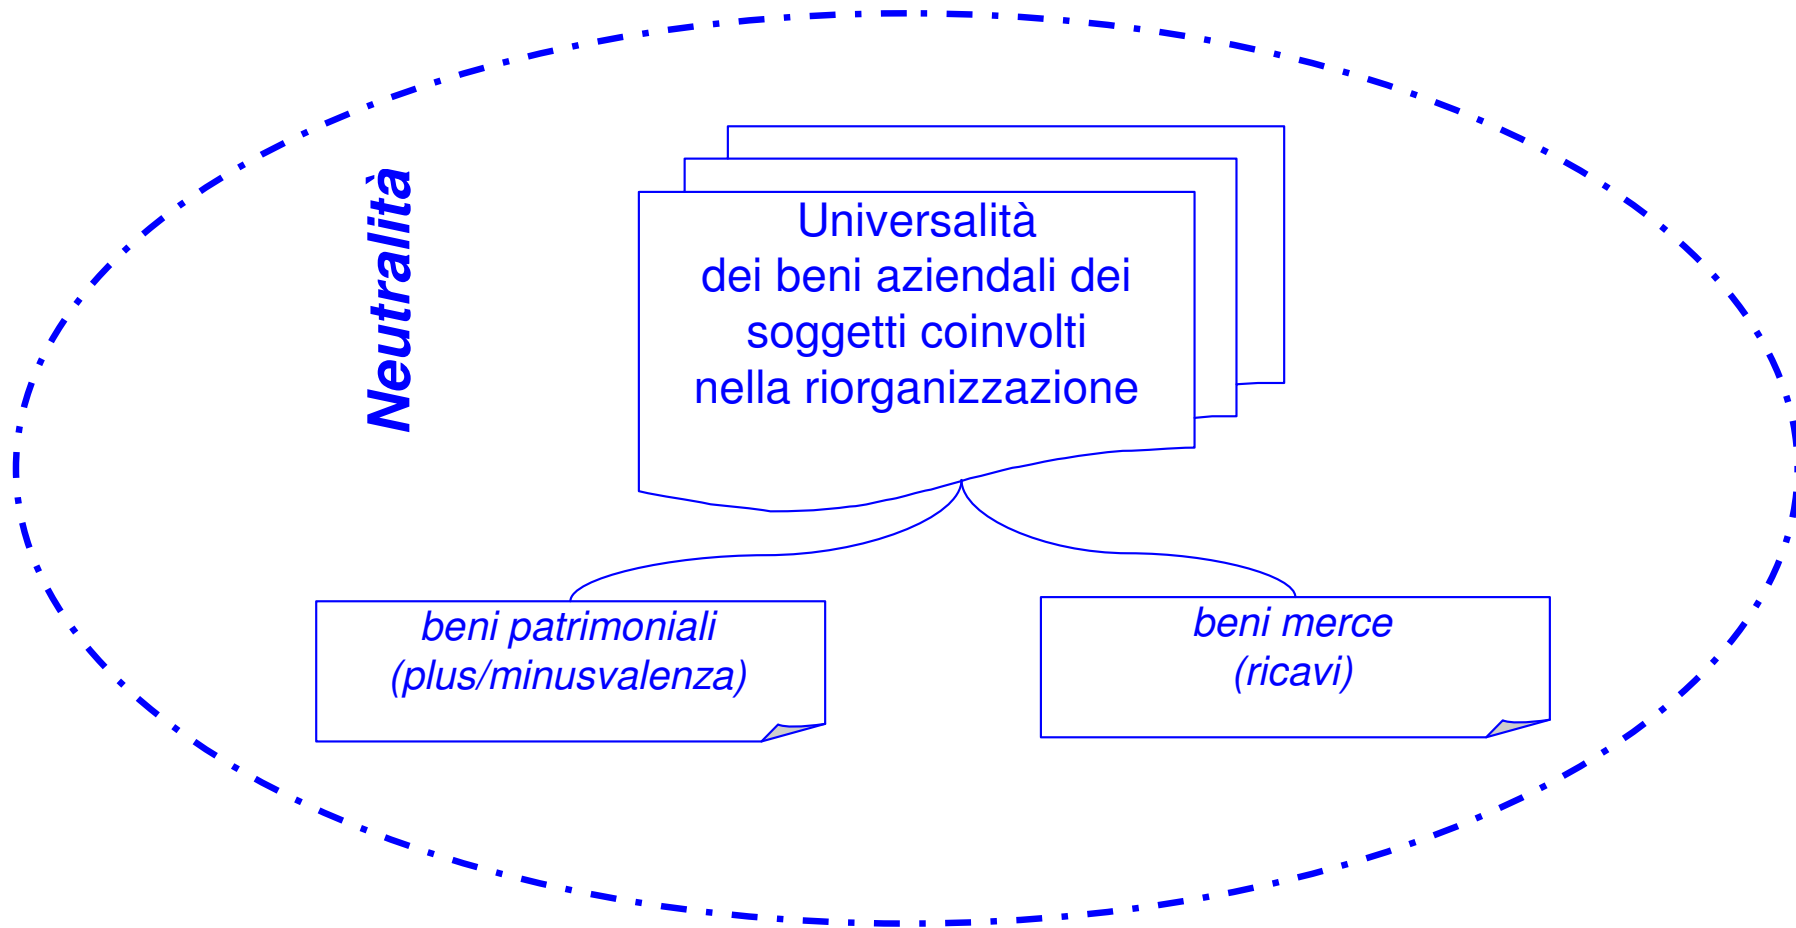 Neutralità
Universalità
dei beni aziendali dei
soggetti coinvolti
nella riorganizzazione
beni patrimoniali
(plus/minusvalenza)
beni merce
(ricavi)